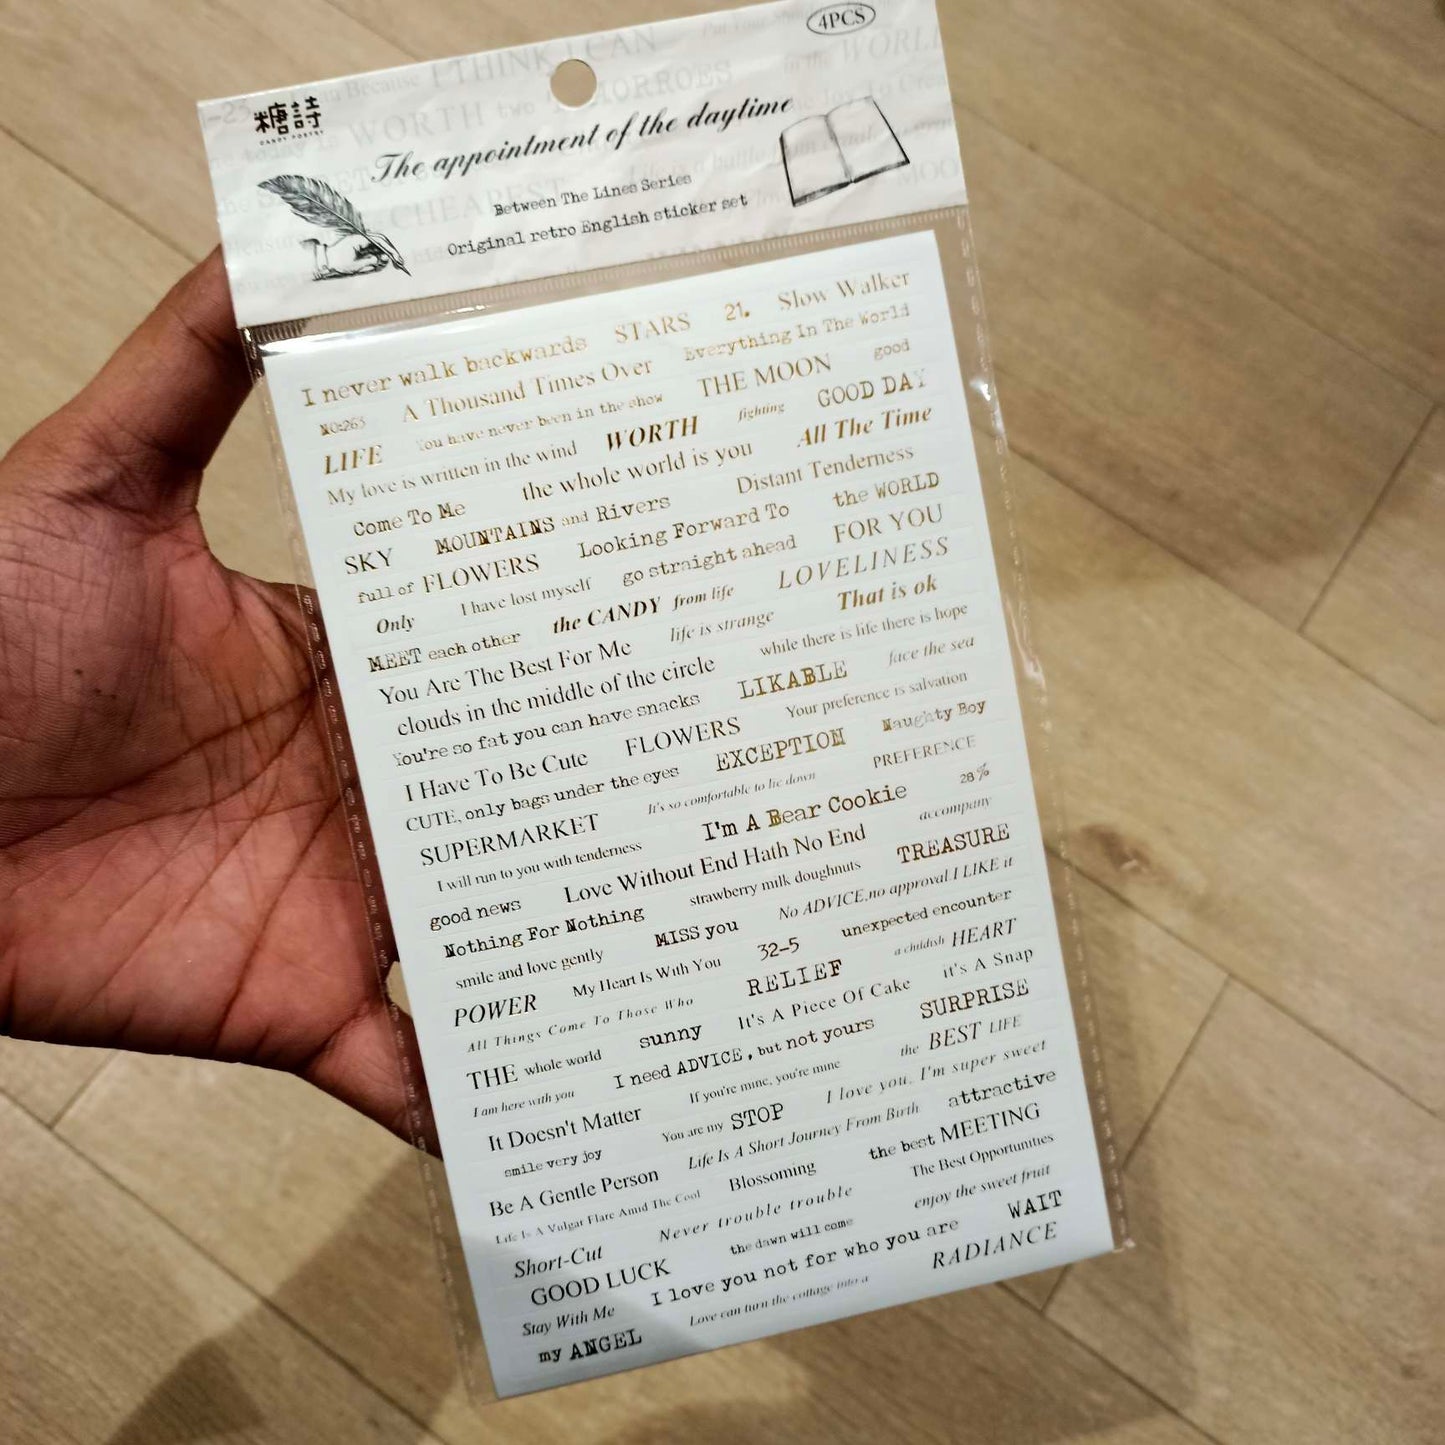 4PCS
糖詩
CANDY POETRY
The appointment of the daytime
Between The Lines Series
Original retro English sticker set
I THINK I CAN
WORTH two TOMORROES
CHEAPEST
I never walk backwards STARS 21. Slow Walker
NO:263 A Thousand Times Over Everything In The World
LIFE You have never been in the show THE MOON good
My love is written in the wind WORTH fighting GOOD DAY
Come To Me the whole world is you All The Time
SKY MOUNTAINS and Rivers Distant Tenderness
full of FLOWERS Looking Forward To the WORLD
Only I have lost myself go straight ahead FOR YOU
MEET each other the CANDY from life LOVELINESS
You Are The Best For Me life is strange That is ok
clouds in the middle of the circle while there is life there is hope
You're so fat you can have snacks LIKABLE face the sea
I Have To Be Cute FLOWERS Your preference is salvation
CUTE, only bags under the eyes EXCEPTION Naughty Boy
SUPERMARKET It's so comfortable to lie down PREFERENCE
I will run to you with tenderness I'm A Bear Cookie 28%
good news Love Without End Hath No End accompany
Nothing For Nothing strawberry milk doughnuts TREASURE
smile and love gently MISS you No ADVICE,no approval I LIKE it
POWER My Heart Is With You 32-5 unexpected encounter
All Things Come To Those Who RELIEF a childish HEART
THE whole world sunny It's A Piece Of Cake it's A Snap
I am here with you I need ADVICE, but not yours SURPRISE
It Doesn't Matter If you're mine, you're mine the BEST LIFE
smile very joy You are my STOP I love you. I'm super sweet
Be A Gentle Person Life Is A Short Journey From Birth attractive
Life Is A Vulgar Flare Amid The Cool Blossoming the best MEETING
Short-Cut Never trouble trouble The Best Opportunities
GOOD LUCK the dawn will come enjoy the sweet fruit
Stay With Me I love you not for who you are WAIT
my ANGEL Love can turn the cottage into a RADIANCE